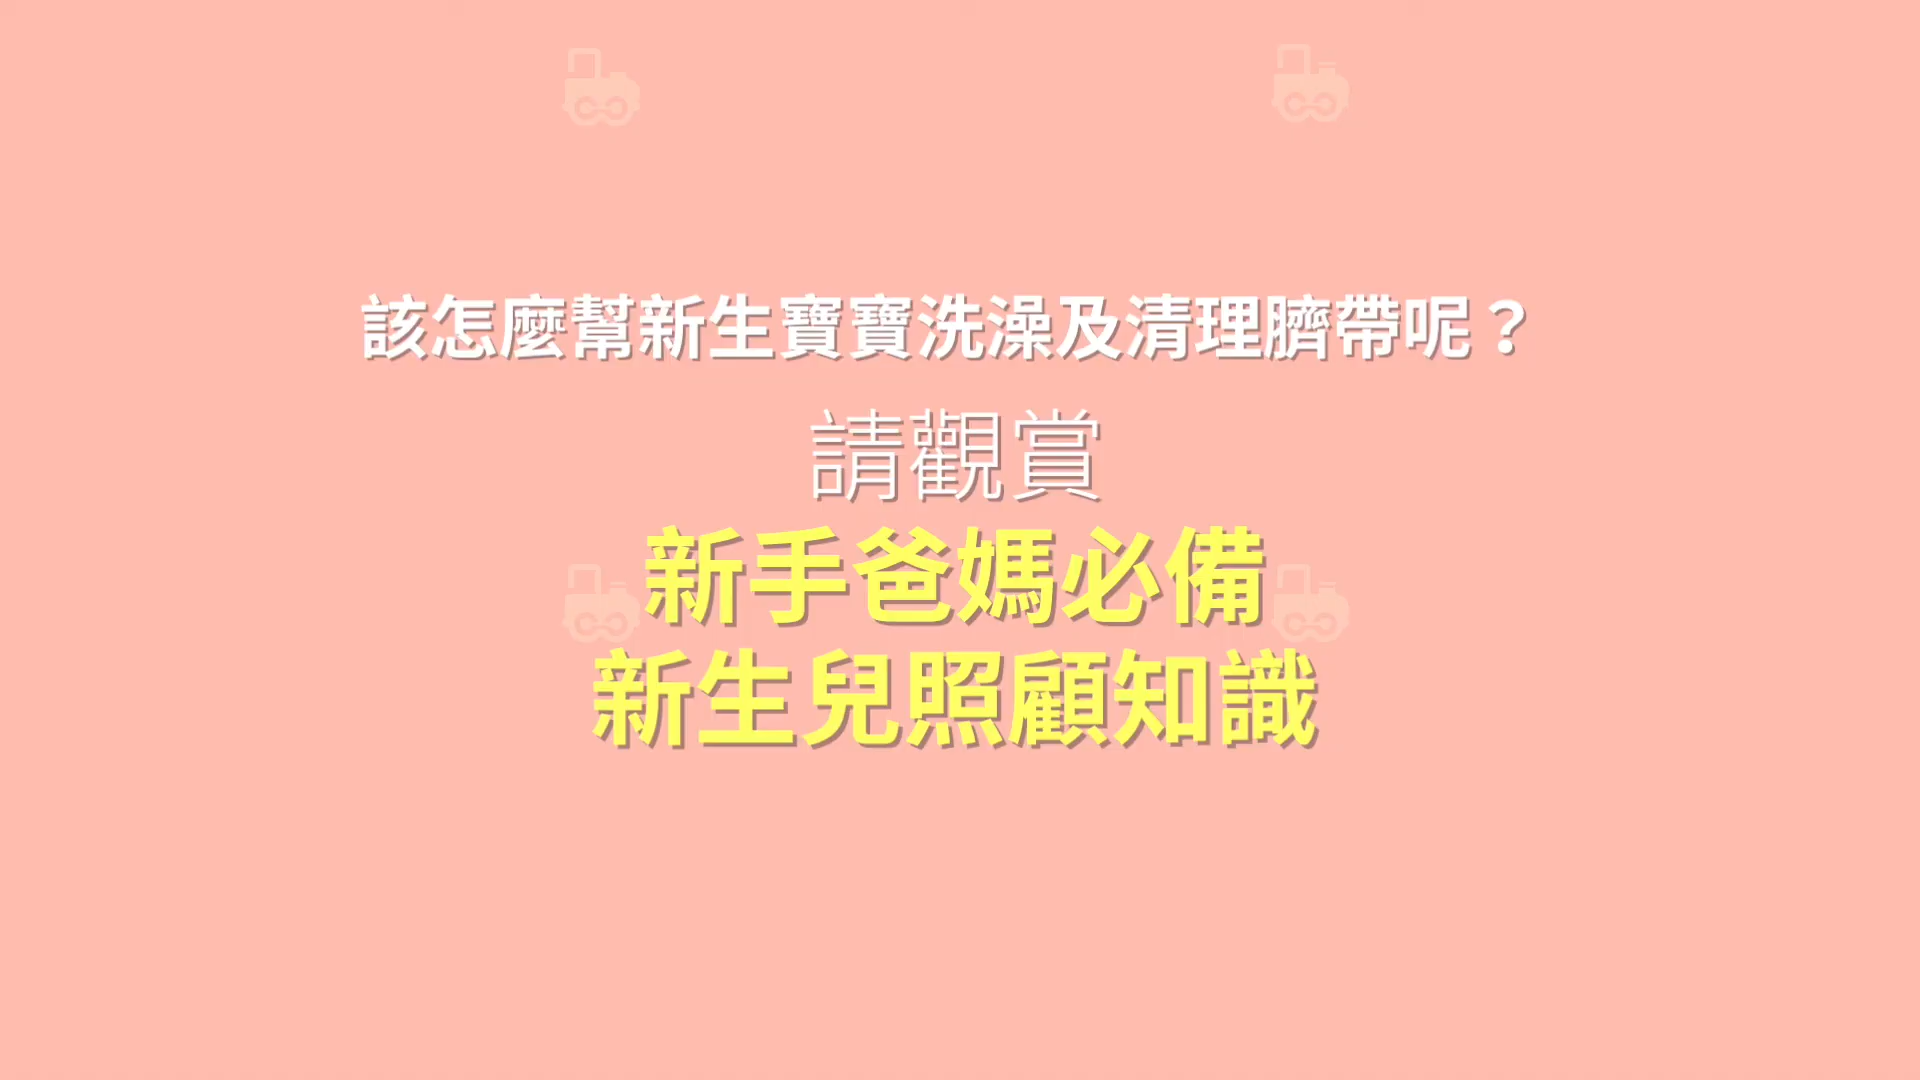 該怎麼幫新生寶寶洗澡及清理臍帶呢？
請觀賞
新手爸媽必備
新生兒照顧知識